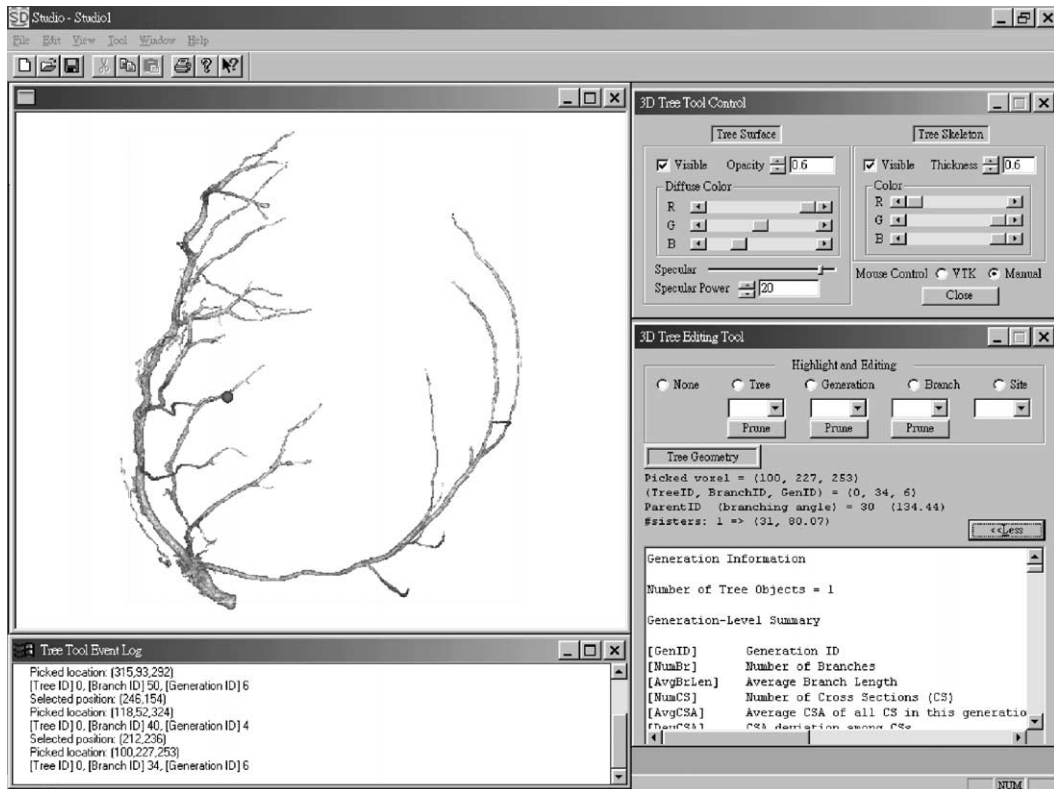 SD Studio - Studio1
File Edit View Tool Window Help
3D Tree Tool Control
Tree Surface
Visible Opacity 0.6
Diffuse Color
R
G
B
Specular
Specular Power 20
Tree Skeleton
Visible Thickness 0.6
Color
R
G
B
Mouse Control VTK Manual
Close
3D Tree Editing Tool
Highlight and Editing
None Tree Generation Branch Site
Prune Prune Prune
Tree Geometry
Picked voxel = (100, 227, 253)
(TreeID, BranchID, GenID) = (0, 34, 6)
ParentID (branching angle) = 30 (134.44)
#sisters: 1 => (31, 80.07)
<<Less
Generation Information
Number of Tree Objects = 1
Generation-Level Summary
[GenID] Generation ID
[NumBr] Number of Branches
[AvgBrLen] Average Branch Length
[NumCS] Number of Cross Sections (CS)
[AvgCSA] Average CSA of all CS in this generatio
[DevCSA] CSA deviation among CSs
Tree Tool Event Log
Picked location: (315,93,292)
[Tree ID] 0, [Branch ID] 50, [Generation ID] 6
Selected position: (246,154)
Picked location: (118,52,324)
[Tree ID] 0, [Branch ID] 40, [Generation ID] 4
Selected position: (212,236)
Picked location: (100,227,253)
[Tree ID] 0, [Branch ID] 34, [Generation ID] 6
NUM